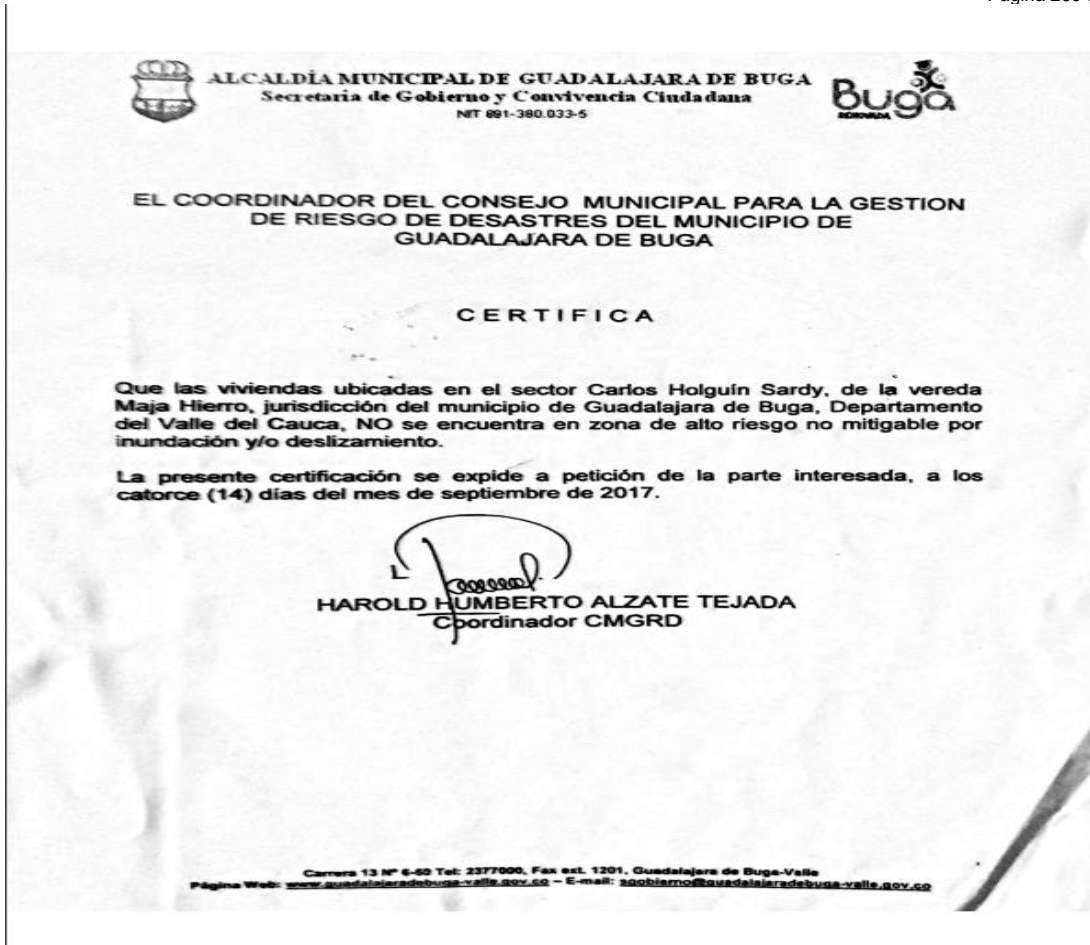 ALCALDÍA MUNICIPAL DE GUADALAJARA DE BUGA
Secretaria de Gobierno y Convivencia Ciudadana
NIT 891-380.033-5
Buga
RENOVADA
EL COORDINADOR DEL CONSEJO MUNICIPAL PARA LA GESTION
DE RIESGO DE DESASTRES DEL MUNICIPIO DE
GUADALAJARA DE BUGA
CERTIFICA
Que las viviendas ubicadas en el sector Carlos Holguín Sardy, de la vereda
Maja Hierro, jurisdicción del municipio de Guadalajara de Buga, Departamento
del Valle del Cauca, NO se encuentra en zona de alto riesgo no mitigable por
inundación y/o deslizamiento.
La presente certificación se expide a petición de la parte interesada, a los
catorce (14) días del mes de septiembre de 2017.
HAROLD HUMBERTO ALZATE TEJADA
Coordinador CMGRD
Carrera 13 Nº 6-50 Tel: 2377000, Fax ext. 1201, Guadalajara de Buga-Valle
Página Web: www.guadalajaradebuga-valle.gov.co – E-mail: sgobierno@guadalajaradebuga-valle.gov.co